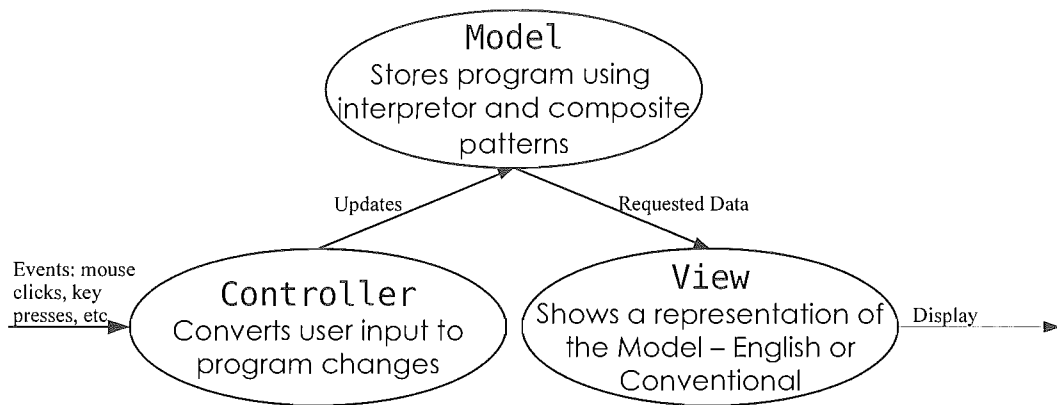 Model
Stores program using
interpretor and composite
patterns
Updates
Requested Data
Events: mouse
clicks, key
presses, etc
Controller
Converts user input to
program changes
View
Shows a representation of
the Model – English or
Conventional
Display